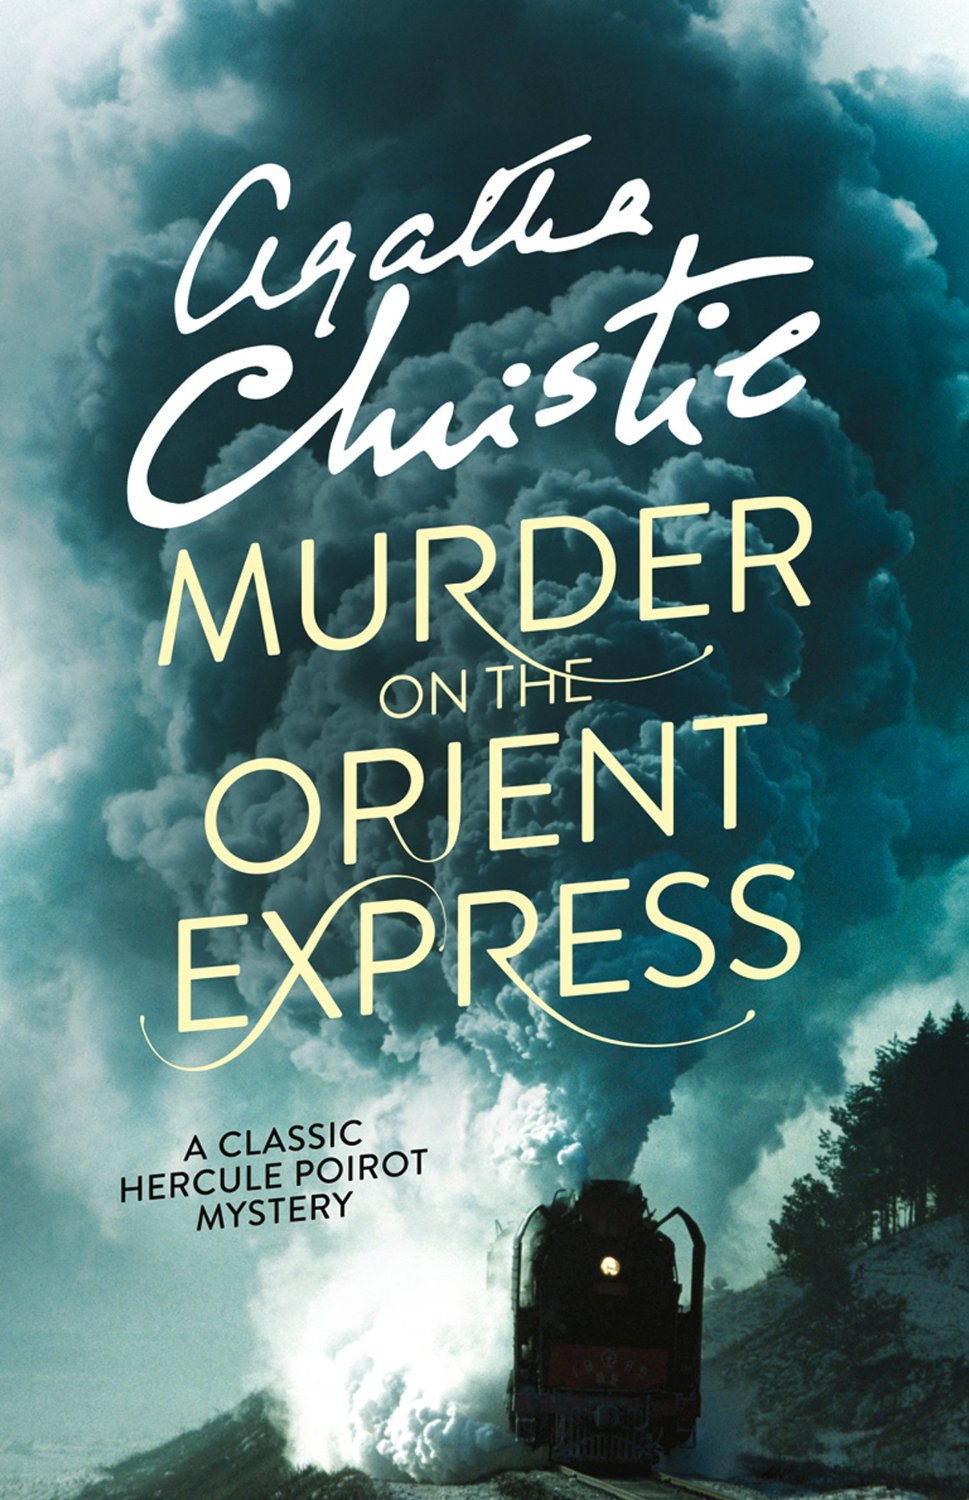 Agatha
Christie
MURDER
ON THE
ORIENT
EXPRESS
A CLASSIC
HERCULE POIROT
MYSTERY